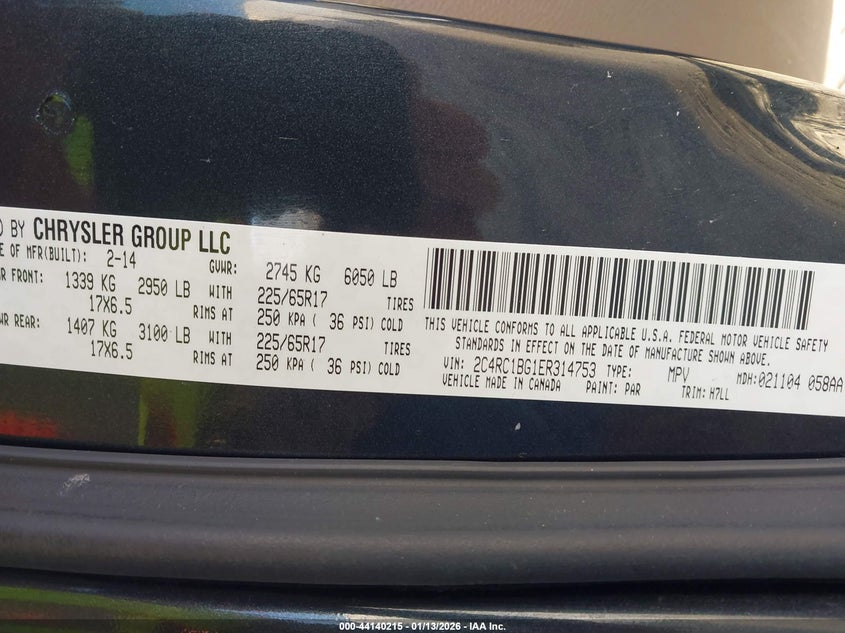 BY CHRYSLER GROUP LLC
OF MFR(BUILT): 2-14 GVWR: 2745 KG 6050 LB
FRONT: 1339 KG 2950 LB WITH 225/65R17 TIRES
17X6.5 RIMS AT 250 KPA ( 36 PSI) COLD
REAR: 1407 KG 3100 LB WITH 225/65R17 TIRES
17X6.5 RIMS AT 250 KPA ( 36 PSI) COLD
THIS VEHICLE CONFORMS TO ALL APPLICABLE U.S.A. FEDERAL MOTOR VEHICLE SAFETY
STANDARDS IN EFFECT ON THE DATE OF MANUFACTURE SHOWN ABOVE.
VIN: 2C4RC1BG1ER314753 TYPE: MPV MDH:021104 058AA
VEHICLE MADE IN CANADA PAINT: PAR TRIM: H7LL
000-44140215 - 01/13/2026 - IAA Inc.